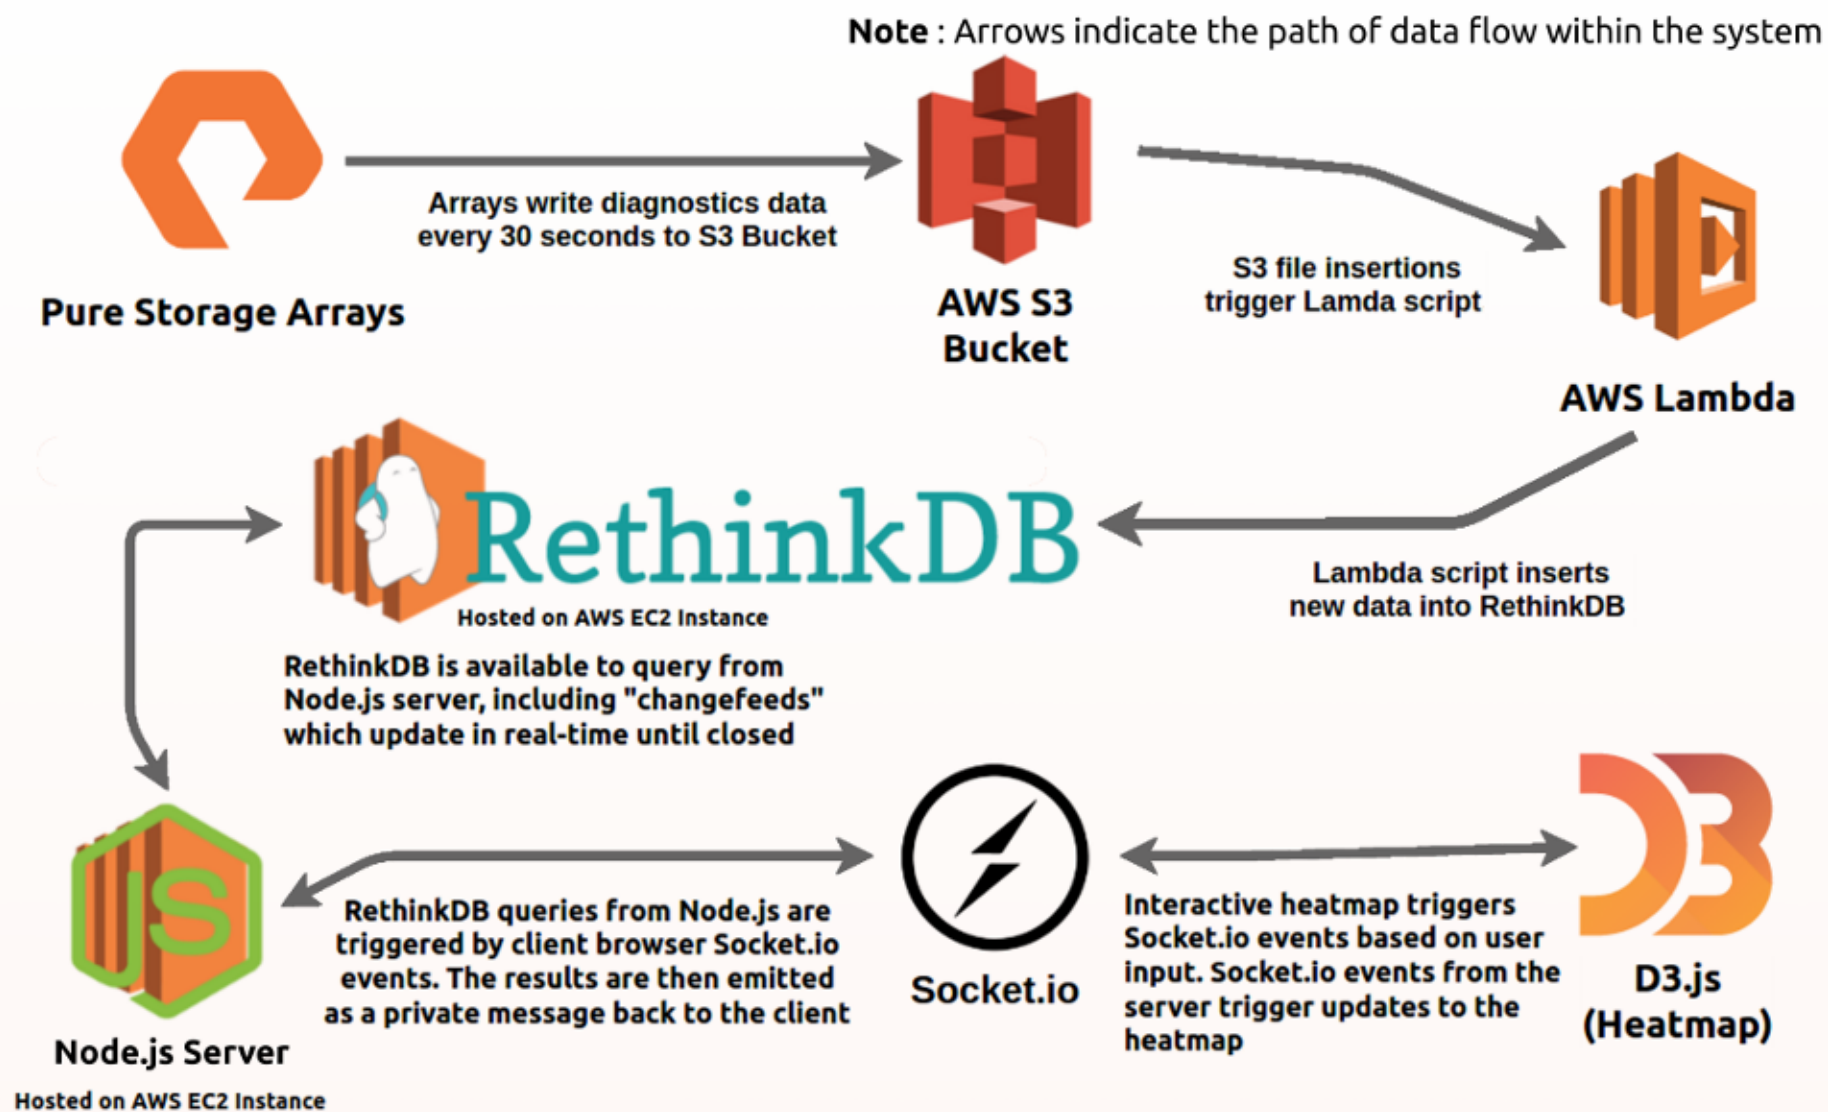 Note : Arrows indicate the path of data flow within the system
Arrays write diagnostics data
every 30 seconds to S3 Bucket
Pure Storage Arrays
AWS S3
Bucket
S3 file insertions
trigger Lamda script
AWS Lambda
RethinkDB
Hosted on AWS EC2 Instance
Lambda script inserts
new data into RethinkDB
RethinkDB is available to query from
Node.js server, including "changefeeds"
which update in real-time until closed
JS
Node.js Server
Hosted on AWS EC2 Instance
RethinkDB queries from Node.js are
triggered by client browser Socket.io
events. The results are then emitted
as a private message back to the client
Socket.io
Interactive heatmap triggers
Socket.io events based on user
input. Socket.io events from the
server trigger updates to the
heatmap
D3
D3.js
(Heatmap)